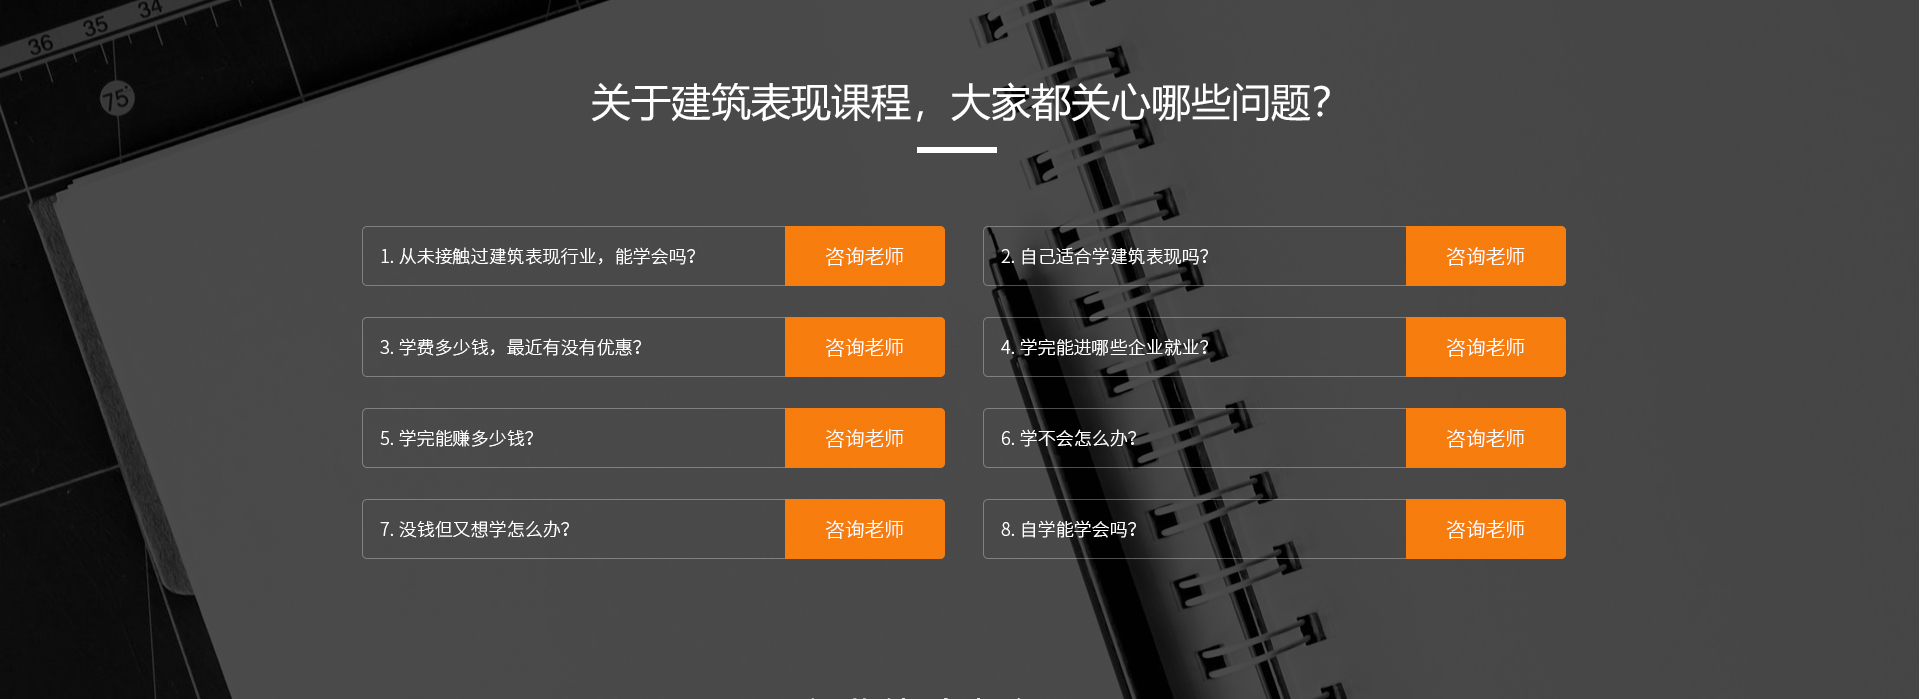 36 35 34
75°
关于建筑表现课程，大家都关心哪些问题？
1. 从未接触过建筑表现行业，能学会吗？ 咨询老师 2. 自己适合学建筑表现吗？ 咨询老师
3. 学费多少钱，最近有没有优惠？ 咨询老师 4. 学完能进哪些企业就业？ 咨询老师
5. 学完能赚多少钱？ 咨询老师 6. 学不会怎么办？ 咨询老师
7. 没钱但又想学怎么办？ 咨询老师 8. 自学能学会吗？ 咨询老师